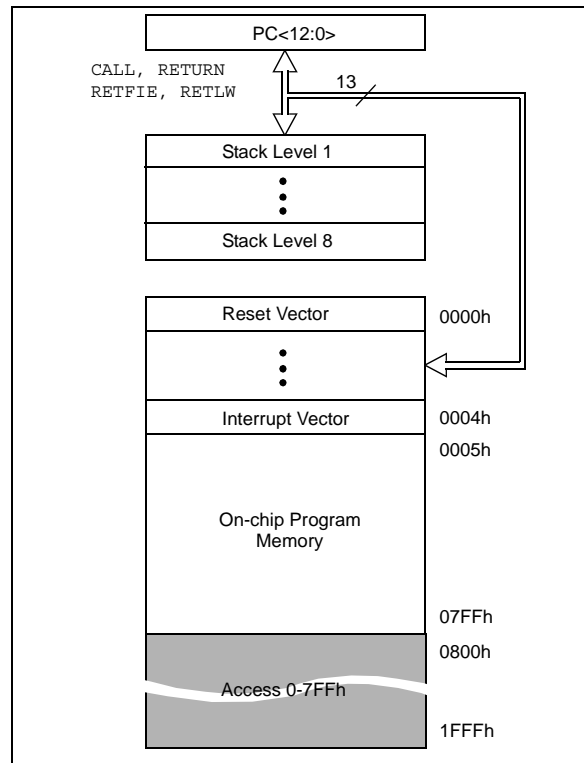 PC<12:0>
CALL, RETURN
RETFIE, RETLW
13
Stack Level 1
Stack Level 8
Reset Vector
0000h
Interrupt Vector
0004h
0005h
On-chip Program
Memory
07FFh
0800h
Access 0-7FFh
1FFFh